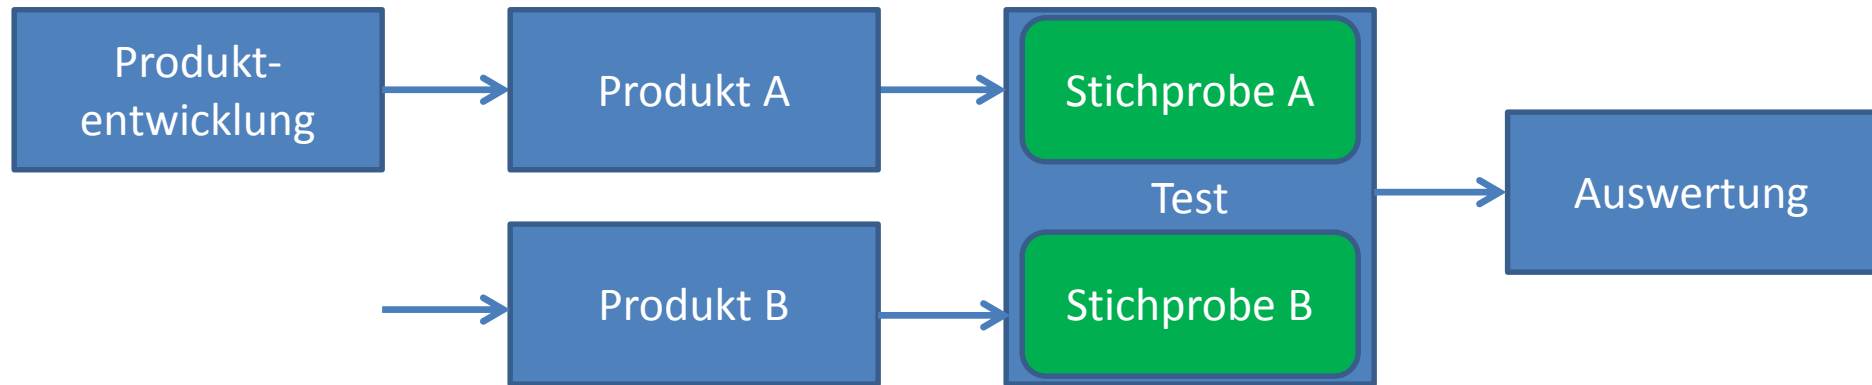 Produkt-
entwicklung
Produkt A
Stichprobe A
Test
Auswertung
Produkt B
Stichprobe B